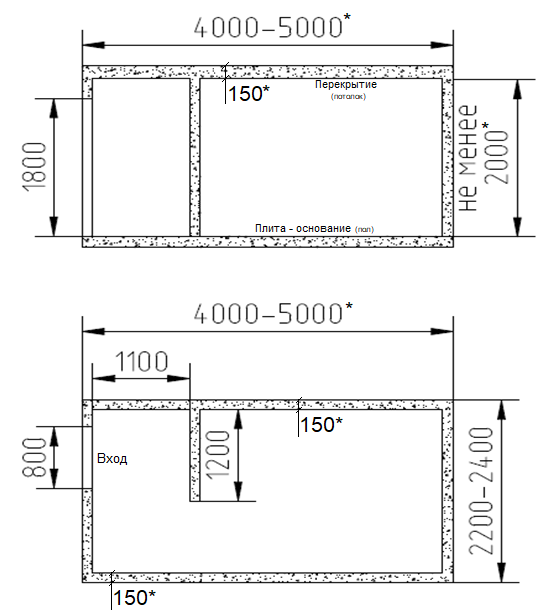 4000-5000*
150*
Перекрытие
(потолок)
1800
не менее
2000*
Плита - основание (пол)
4000-5000*
1100
150*
800
Вход
1200
2200-2400
150*